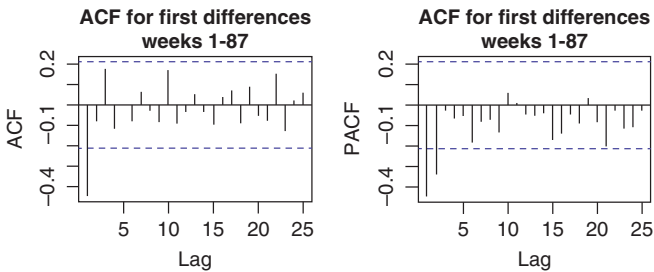 ACF for first differences
weeks 1-87
ACF
0.2
−0.1
−0.4
5 10 15 20 25
Lag
ACF for first differences
weeks 1-87
PACF
0.2
−0.1
−0.4
5 10 15 20 25
Lag